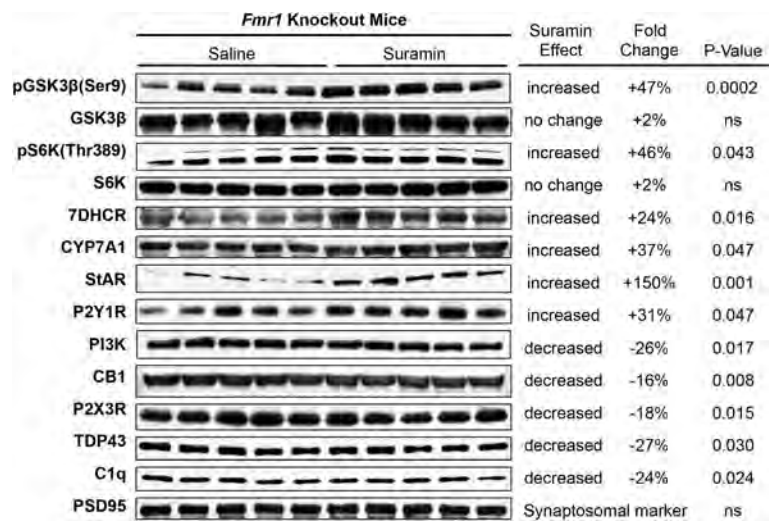 Fmr1 Knockout Mice
Saline Suramin Suramin Effect Fold Change P-Value
pGSK3β(Ser9) increased +47% 0.0002
GSK3β no change +2% ns
pS6K(Thr389) increased +46% 0.043
S6K no change +2% ns
7DHCR increased +24% 0.016
CYP7A1 increased +37% 0.047
StAR increased +150% 0.001
P2Y1R increased +31% 0.047
PI3K decreased -26% 0.017
CB1 decreased -16% 0.008
P2X3R decreased -18% 0.015
TDP43 decreased -27% 0.030
C1q decreased -24% 0.024
PSD95 Synaptosomal marker ns